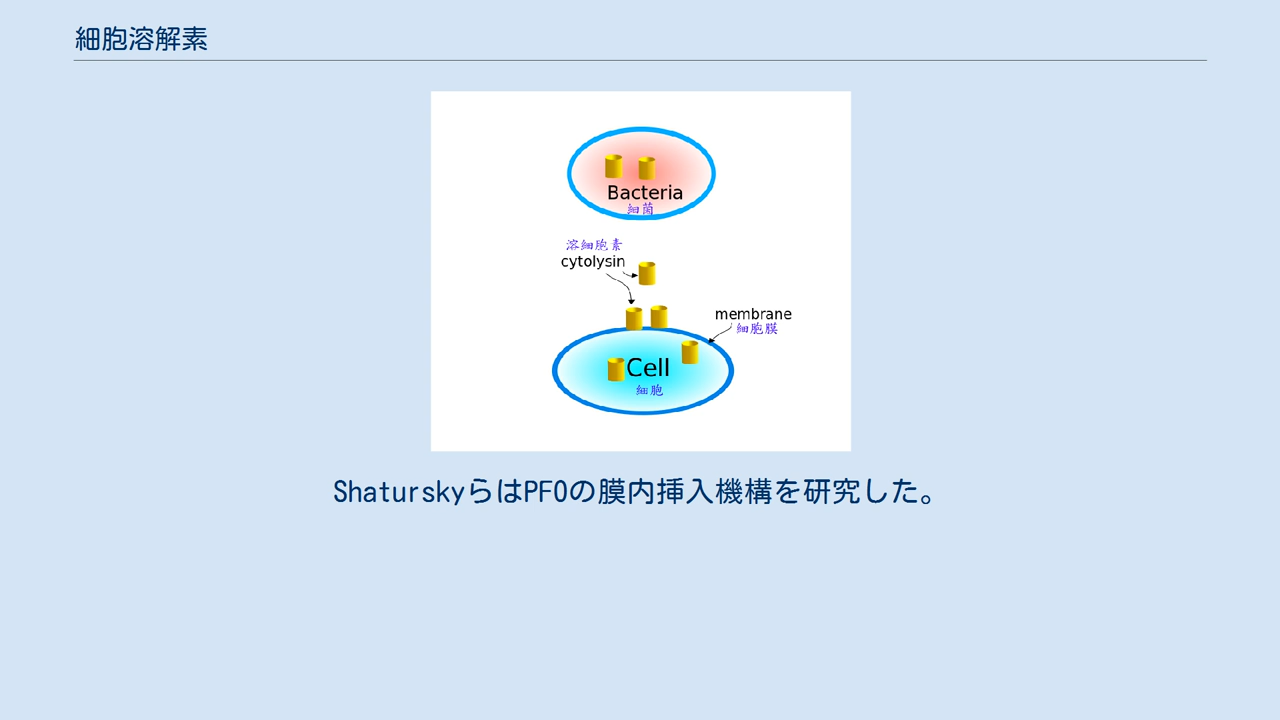 細胞溶解素
Bacteria
細菌
溶細胞素
cytolysin
membrane
細胞膜
Cell
細胞
ShaturskyらはPFOの膜内挿入機構を研究した。